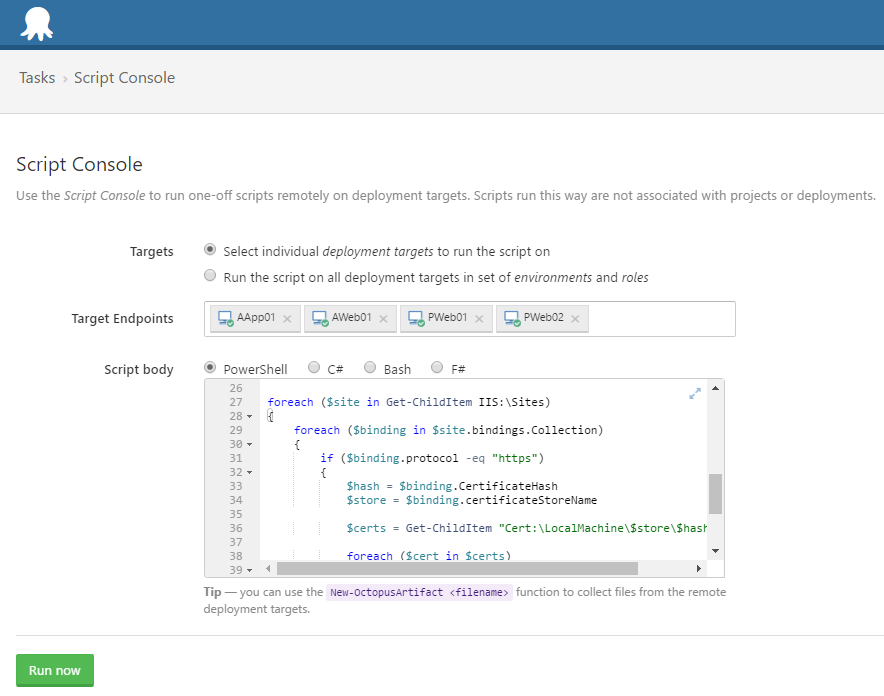 Tasks › Script Console
Script Console
Use the Script Console to run one-off scripts remotely on deployment targets. Scripts run this way are not associated with projects or deployments.
Targets
Select individual deployment targets to run the script on
Run the script on all deployment targets in set of environments and roles
Target Endpoints
AApp01 × AWeb01 × PWeb01 × PWeb02 ×
Script body
PowerShell C# Bash F#
26
27 foreach ($site in Get-ChildItem IIS:\Sites)
28 {
29 foreach ($binding in $site.bindings.Collection)
30 {
31 if ($binding.protocol -eq "https")
32 {
33 $hash = $binding.CertificateHash
34 $store = $binding.certificateStoreName
35
36 $certs = Get-ChildItem "Cert:\LocalMachine\$store\$hash
37
38 foreach ($cert in $certs)
39
Tip — you can use the New-OctopusArtifact <filename> function to collect files from the remote
deployment targets.
Run now